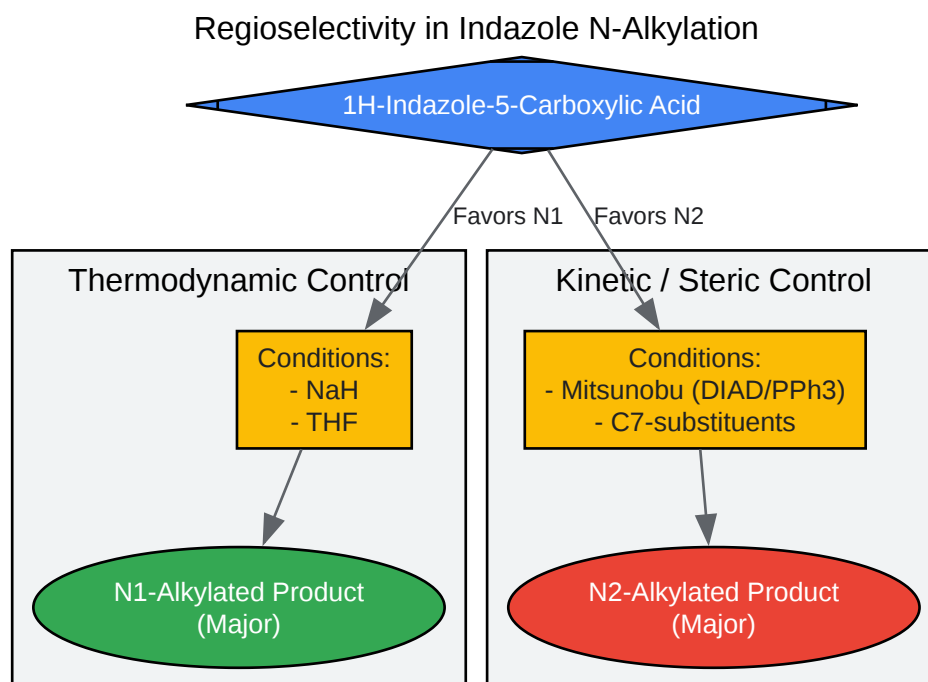 Regioselectivity in Indazole N-Alkylation
1H-Indazole-5-Carboxylic Acid
Favors N1
Favors N2
Thermodynamic Control
Conditions:
- NaH
- THF
N1-Alkylated Product
(Major)
Kinetic / Steric Control
Conditions:
- Mitsunobu (DIAD/PPh3)
- C7-substituents
N2-Alkylated Product
(Major)